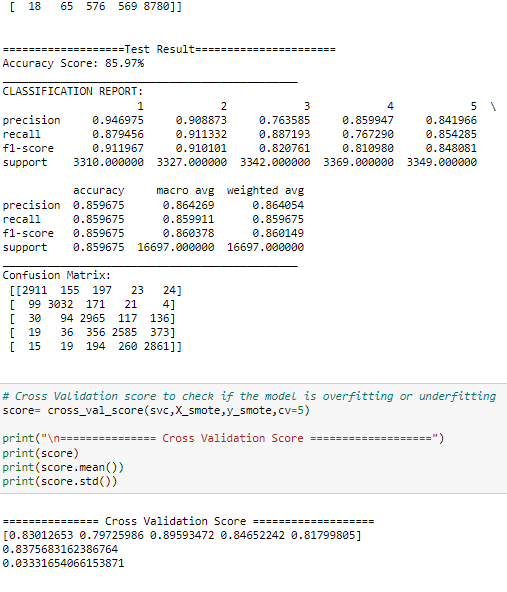 [  18   65  576  569 8780]]
===================Test Result======================
Accuracy Score: 85.97%
_______________________________________________
CLASSIFICATION REPORT:
                     1            2            3            4            5  \
precision     0.946975     0.908873     0.763585     0.859947     0.841966
recall        0.879456     0.911332     0.887193     0.767290     0.854285
f1-score      0.911967     0.910101     0.820761     0.810980     0.848081
support    3310.000000  3327.000000  3342.000000  3369.000000  3349.000000
           accuracy     macro avg  weighted avg
precision  0.859675      0.864269      0.864054
recall     0.859675      0.859911      0.859675
f1-score   0.859675      0.860378      0.860149
support    0.859675  16697.000000  16697.000000
_______________________________________________
Confusion Matrix:
[[2911  155  197   23   24]
[  99 3032  171   21    4]
[  30   94 2965  117  136]
[  19   36  356 2585  373]
[  15   19  194  260 2861]]
# Cross Validation score to check if the model is overfitting or underfitting
score= cross_val_score(svc,X_smote,y_smote,cv=5)
print("\n=============== Cross Validation Score ===================")
print(score)
print(score.mean())
print(score.std())
=============== Cross Validation Score ===================
[0.83012653 0.79725986 0.89593472 0.84652242 0.81799805]
0.8375683162386764
0.03331654066153871